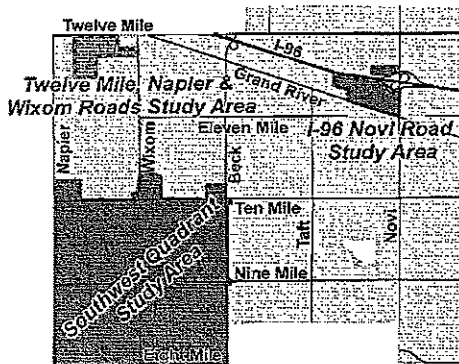 Twelve Mile
I-96
Grand River
Twelve Mile, Napier &
Wixom Roads Study Area
Napier
Wixom
Eleven Mile
Beck
I-96 Novi Road
Study Area
Ten Mile
Taft
Novi
Southwest Quadrant
Study Area
Nine Mile
Eight Mile